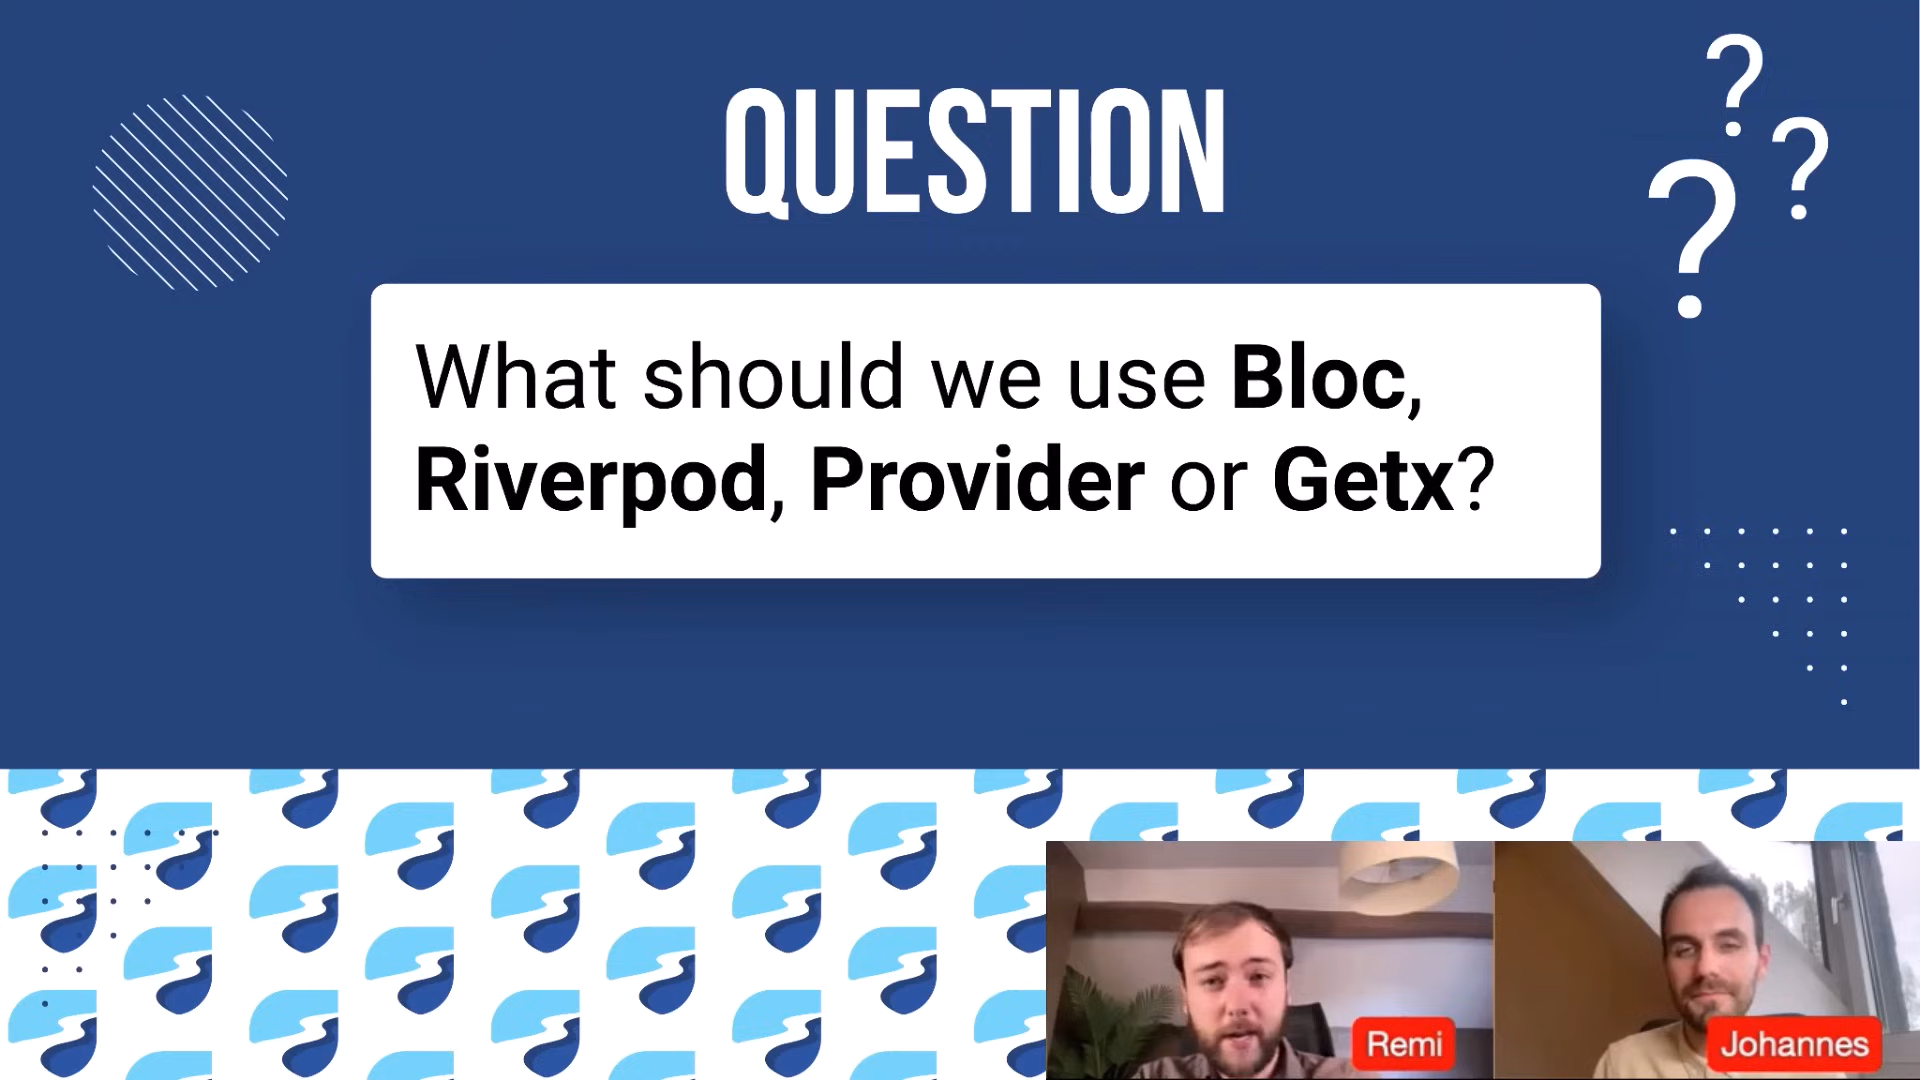 QUESTION
What should we use Bloc,
Riverpod, Provider or Getx?
Remi
Johannes